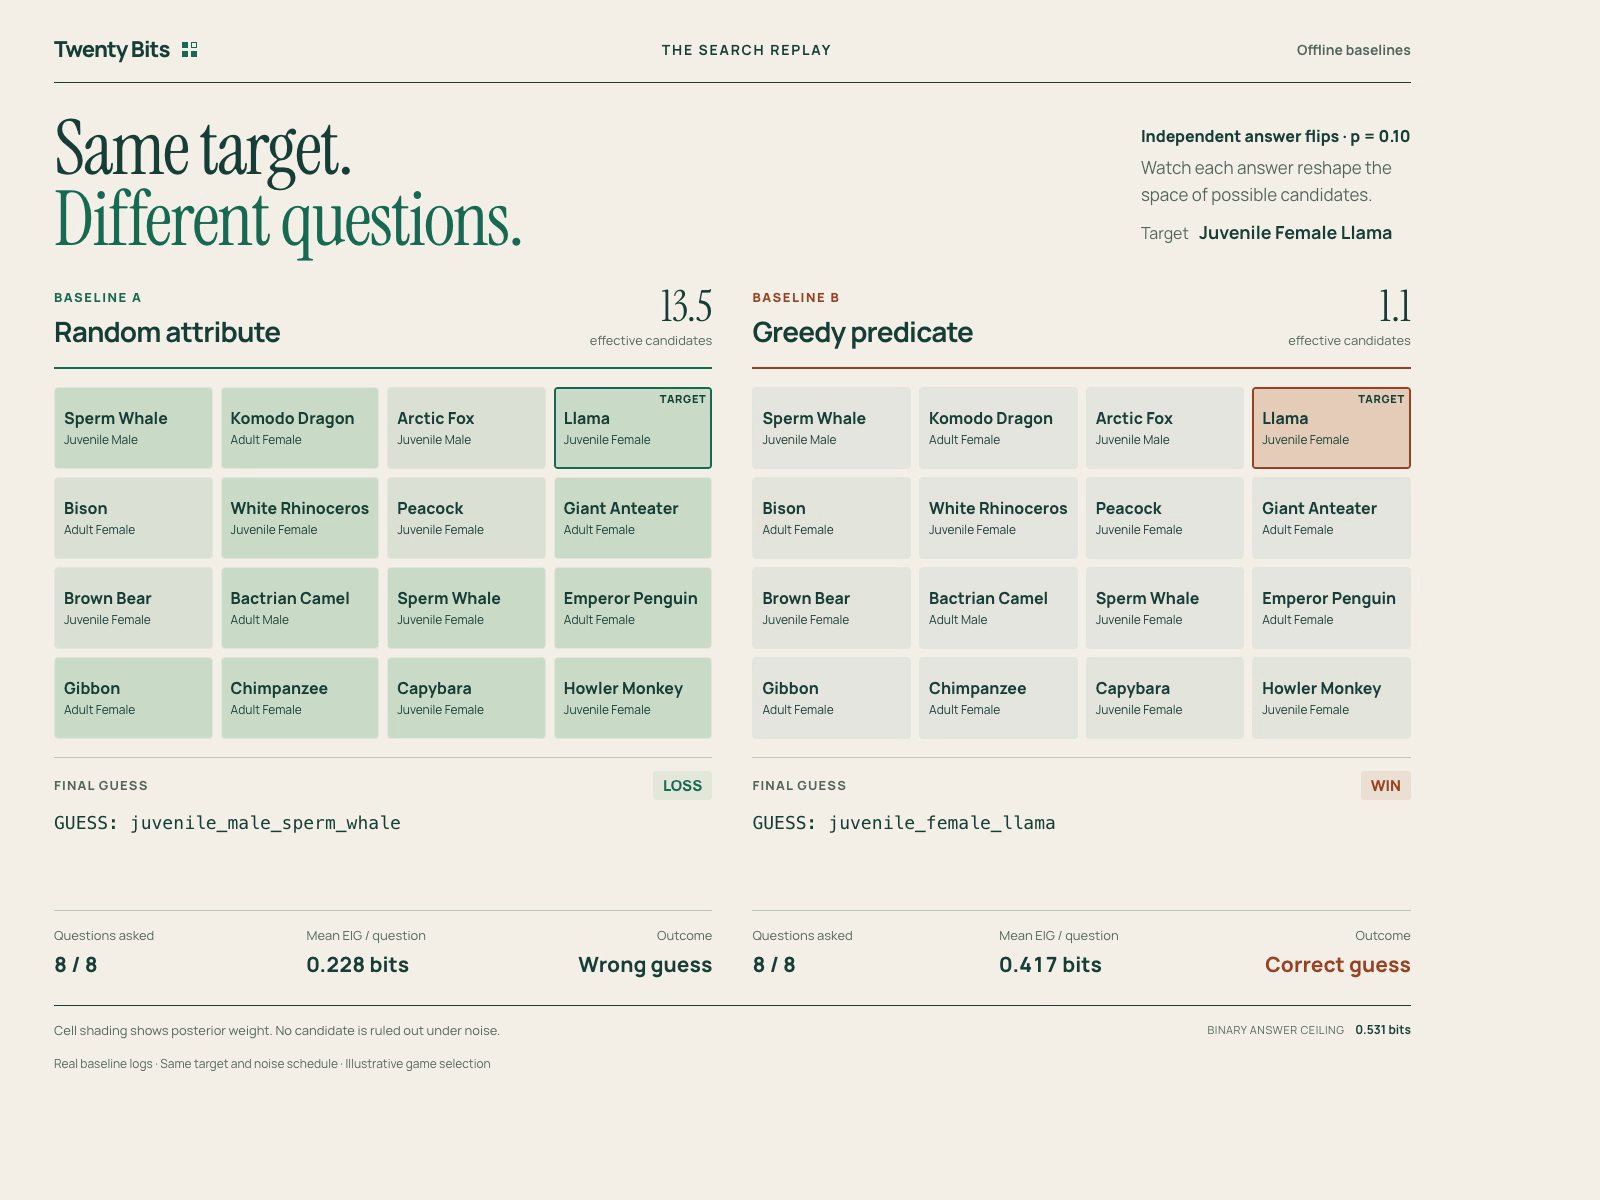 Twenty Bits
THE SEARCH REPLAY
Offline baselines
Same target.
Different questions.
Independent answer flips · p = 0.10
Watch each answer reshape the
space of possible candidates.
Target Juvenile Female Llama
BASELINE A
Random attribute
13.5
effective candidates
Sperm Whale
Juvenile Male
Komodo Dragon
Adult Female
Arctic Fox
Juvenile Male
TARGET
Llama
Juvenile Female
Bison
Adult Female
White Rhinoceros
Juvenile Female
Peacock
Juvenile Female
Giant Anteater
Adult Female
Brown Bear
Juvenile Female
Bactrian Camel
Adult Male
Sperm Whale
Juvenile Female
Emperor Penguin
Adult Female
Gibbon
Adult Female
Chimpanzee
Adult Female
Capybara
Juvenile Female
Howler Monkey
Juvenile Female
FINAL GUESS
LOSS
GUESS: juvenile_male_sperm_whale
Questions asked
8 / 8
Mean EIG / question
0.228 bits
Outcome
Wrong guess
BASELINE B
Greedy predicate
1.1
effective candidates
Sperm Whale
Juvenile Male
Komodo Dragon
Adult Female
Arctic Fox
Juvenile Male
TARGET
Llama
Juvenile Female
Bison
Adult Female
White Rhinoceros
Juvenile Female
Peacock
Juvenile Female
Giant Anteater
Adult Female
Brown Bear
Juvenile Female
Bactrian Camel
Adult Male
Sperm Whale
Juvenile Female
Emperor Penguin
Adult Female
Gibbon
Adult Female
Chimpanzee
Adult Female
Capybara
Juvenile Female
Howler Monkey
Juvenile Female
FINAL GUESS
WIN
GUESS: juvenile_female_llama
Questions asked
8 / 8
Mean EIG / question
0.417 bits
Outcome
Correct guess
Cell shading shows posterior weight. No candidate is ruled out under noise.
BINARY ANSWER CEILING 0.531 bits
Real baseline logs · Same target and noise schedule · Illustrative game selection